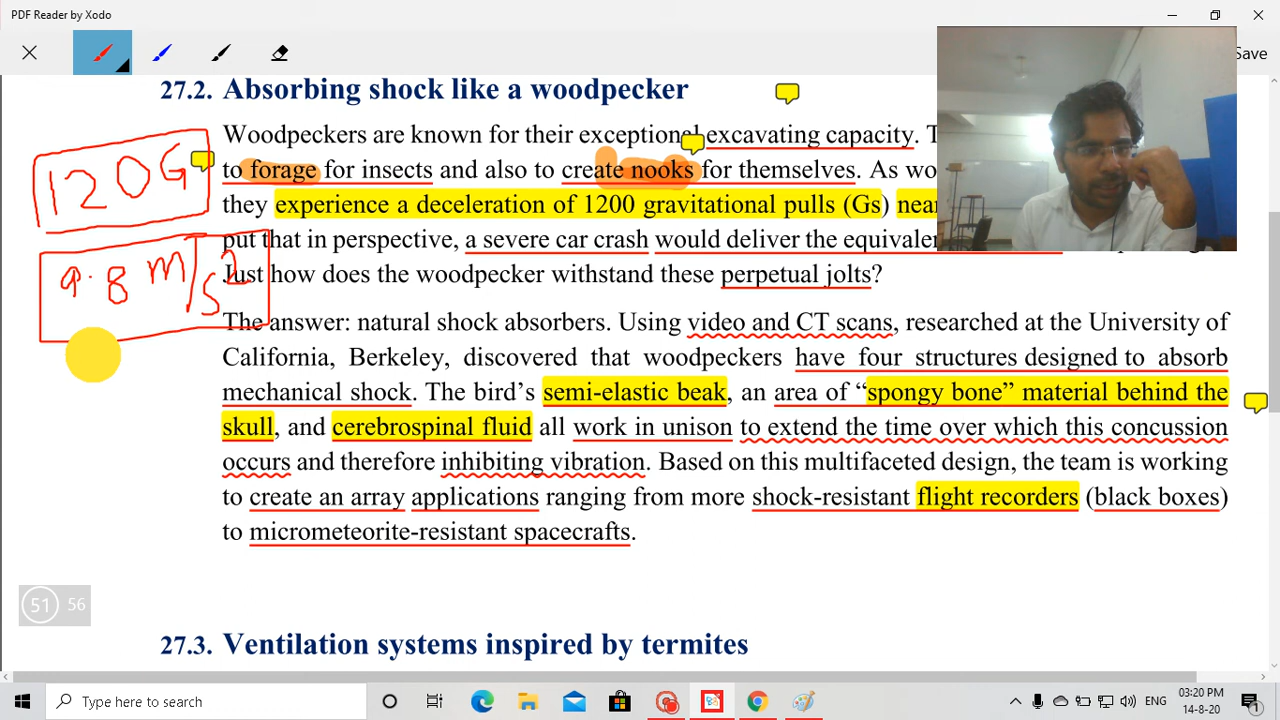 PDF Reader by Xodo
Save
27.2. Absorbing shock like a woodpecker
Woodpeckers are known for their exceptional excavating capacity.
to forage for insects and also to create nooks for themselves. As
they experience a deceleration of 1200 gravitational pulls (Gs)
put that in perspective, a severe car crash would deliver the
Just how does the woodpecker withstand these perpetual jolts?
120G
9.8 m/s2
The answer: natural shock absorbers. Using video and CT scans, researched at the University of
California, Berkeley, discovered that woodpeckers have four structures designed to absorb
mechanical shock. The bird's semi-elastic beak, an area of “spongy bone” material behind the
skull, and cerebrospinal fluid all work in unison to extend the time over which this concussion
occurs and therefore inhibiting vibration. Based on this multifaceted design, the team is working
to create an array applications ranging from more shock-resistant flight recorders (black boxes)
to micrometeorite-resistant spacecrafts.
51 56
27.3. Ventilation systems inspired by termites
Type here to search
ENG
03:20 PM
14-8-20